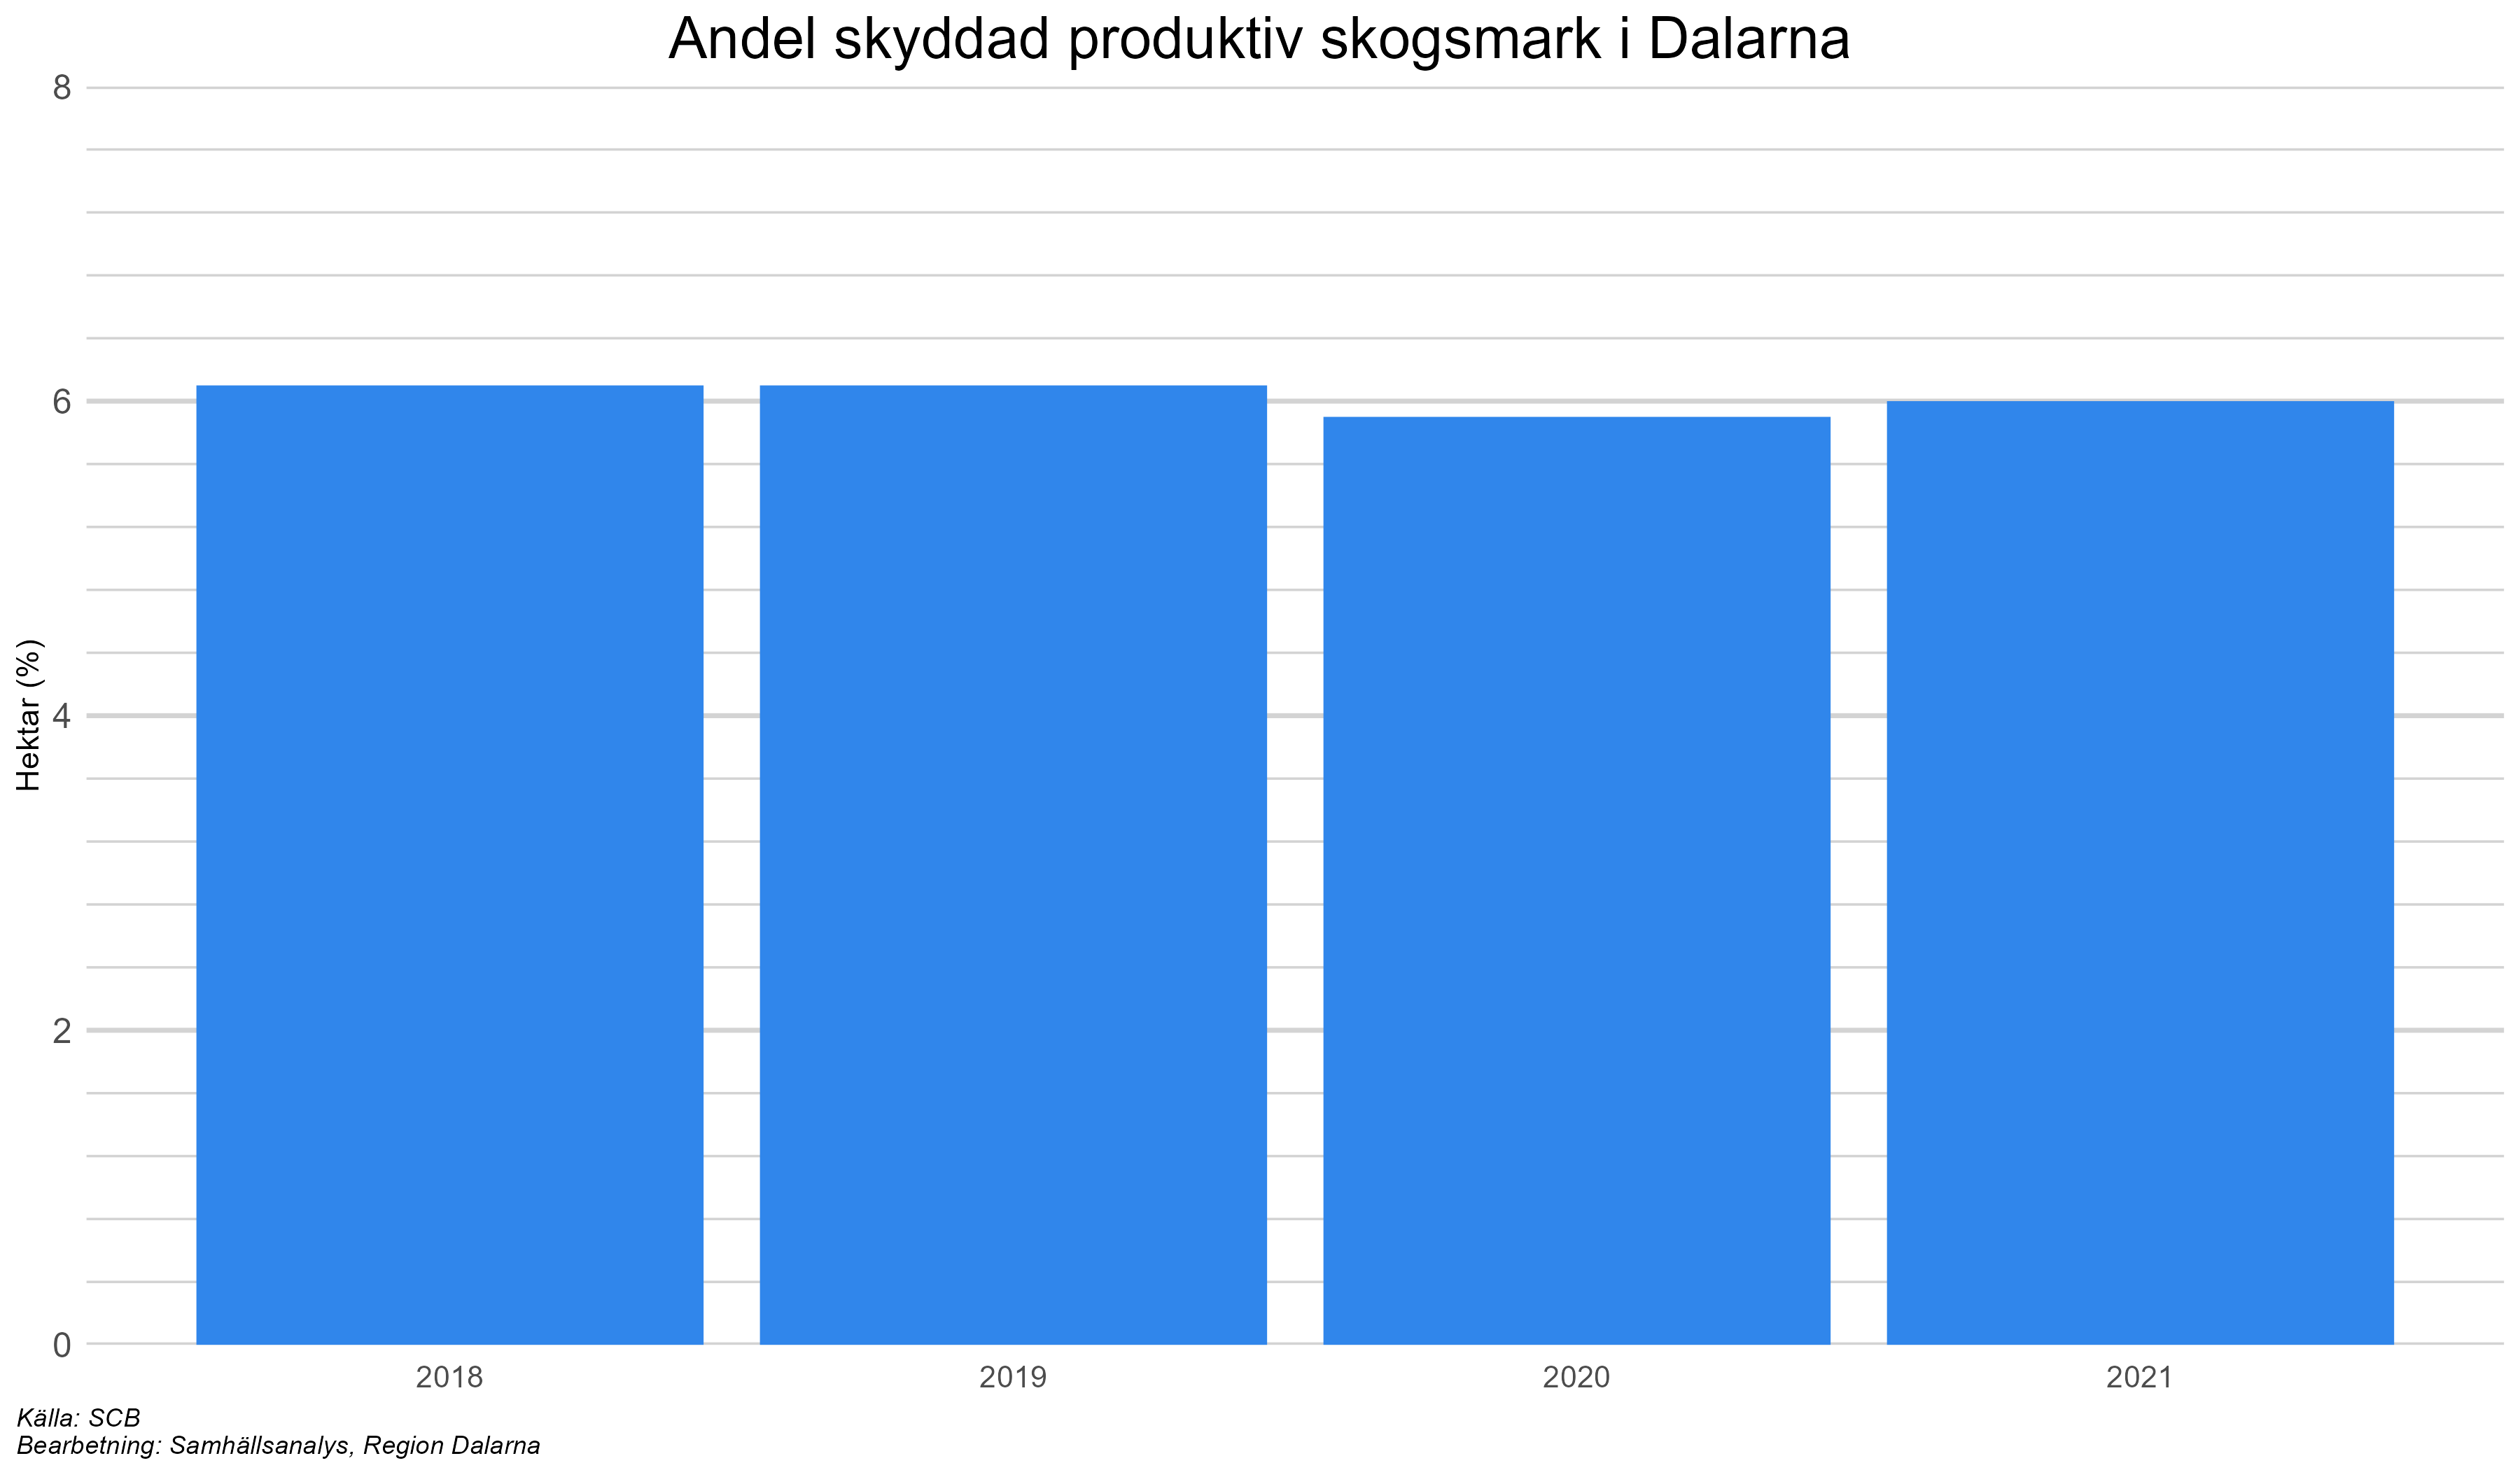 Andel skyddad produktiv skogsmark i Dalarna
8
6
4
2
0
Hektar (%)
2018
2019
2020
2021
Källa: SCB
Bearbetning: Samhällsanalys, Region Dalarna